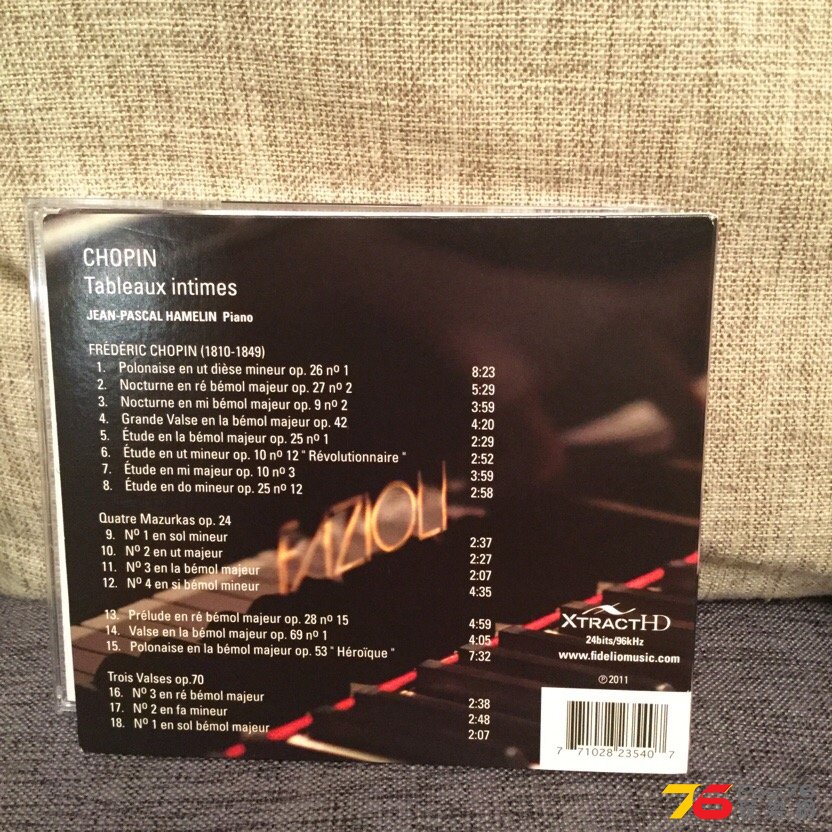 CHOPIN
Tableaux intimes
JEAN-PASCAL HAMELIN Piano
FRÉDÉRIC CHOPIN (1810-1849)
1. Polonaise en ut dièse mineur op. 26 nº 1 8:23
2. Nocturne en ré bémol majeur op. 27 nº 2 5:29
3. Nocturne en mi bémol majeur op. 9 nº 2 3:59
4. Grande Valse en la bémol majeur op. 42 4:20
5. Étude en la bémol majeur op. 25 nº 1 2:29
6. Étude en ut mineur op. 10 nº 12 " Révolutionnaire " 2:52
7. Étude en mi majeur op. 10 nº 3 3:59
8. Étude en do mineur op. 25 nº 12 2:58
FAZIOLI
Quatre Mazurkas op. 24
9. Nº 1 en sol mineur 2:37
10. Nº 2 en ut majeur 2:27
11. Nº 3 en la bémol majeur 2:07
12. Nº 4 en si bémol mineur 4:35
13. Prélude en ré bémol majeur op. 28 nº 15 4:59
14. Valse en la bémol majeur op. 69 nº 1 4:05
15. Polonaise en la bémol majeur op. 53 " Héroïque " 7:32
XTRACTHD
24bits/96kHz
www.fideliomusic.com
℗ 2011
Trois Valses op.70
16. Nº 3 en ré bémol majeur 2:38
17. Nº 2 en fa mineur 2:48
18. Nº 1 en sol bémol majeur 2:07
7 71028 23540 7
76